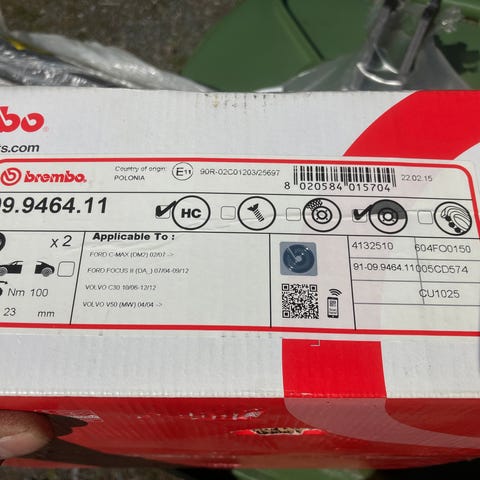 bo
ts.com
brembo.
Country of origin:
POLONIA
E11
90R-02C01203/25697
8 020584 015704
22.02.15
09.9464.11
HC
x 2
Applicable To :
FORD C-MAX (DM2) 02/07->
FORD FOCUS II (DA_) 07/04-09/12
VOLVO C30 10/06-12/12
VOLVO V50 (MW) 04/04->
Nm 100
23 mm
4132510
604FO0150
91-09.9464.11005CD574
CU1025